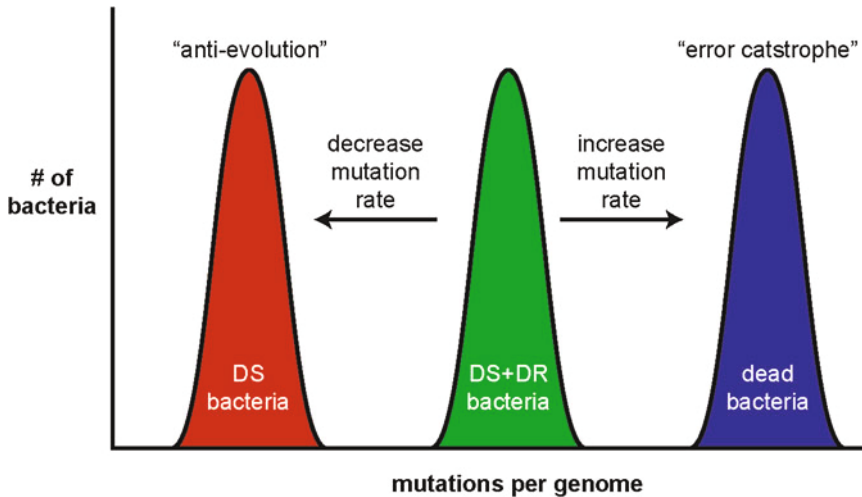 “anti-evolution”
“error catstrophe”
decrease
mutation
rate
increase
mutation
rate
# of
bacteria
DS
bacteria
DS+DR
bacteria
dead
bacteria
mutations per genome